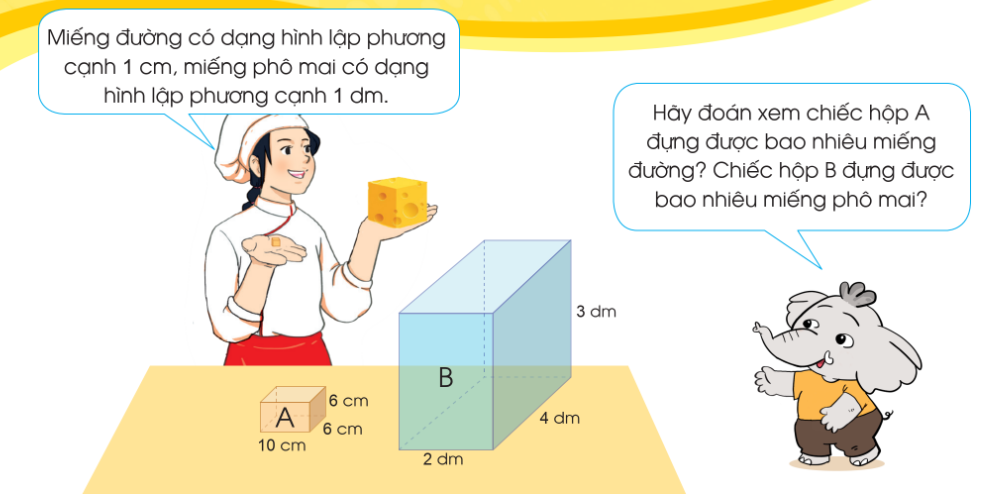 Miếng đường có dạng hình lập phương
cạnh 1 cm, miếng phô mai có dạng
hình lập phương cạnh 1 dm.
Hãy đoán xem chiếc hộp A
đựng được bao nhiêu miếng
đường? Chiếc hộp B đựng được
bao nhiêu miếng phô mai?
3 dm
B
6 cm
A
6 cm
4 dm
10 cm
2 dm